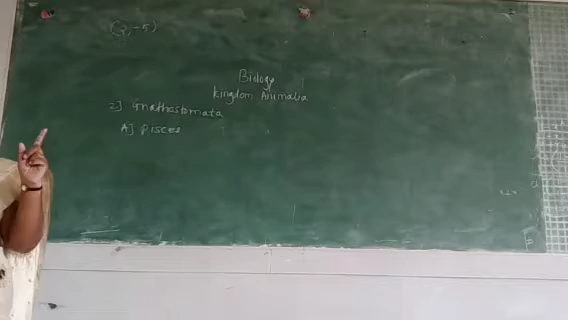 (2, -5)
Biology
kingdom Animalia
2] Gnathostomata
A] Pisces